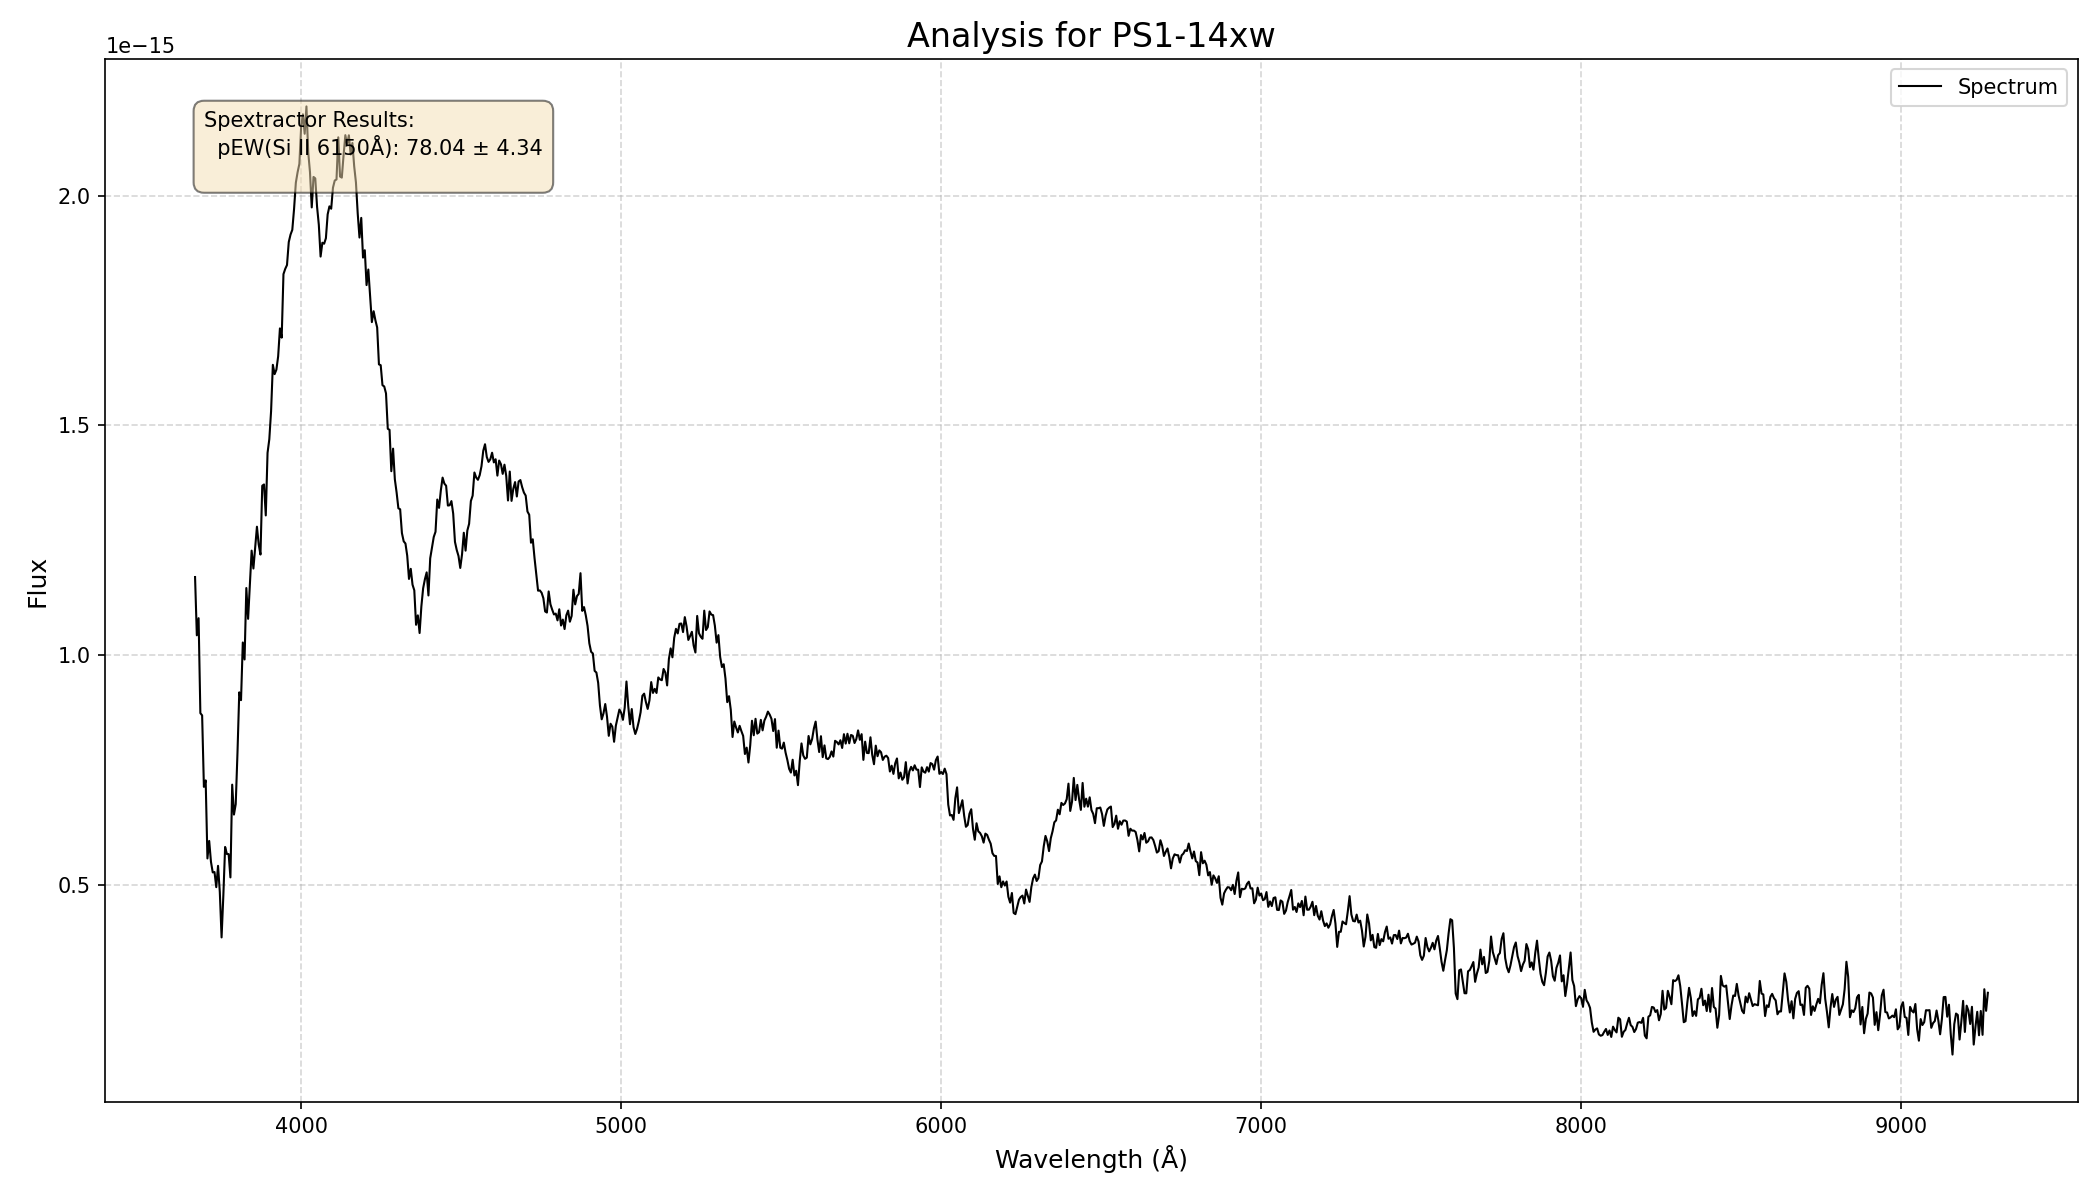 Analysis for PS1-14xw
1e−15
Spectrum
Spextractor Results:
pEW(Si II 6150Å): 78.04 ± 4.34
2.0
1.5
1.0
0.5
Flux
4000
5000
6000
7000
8000
9000
Wavelength (Å)